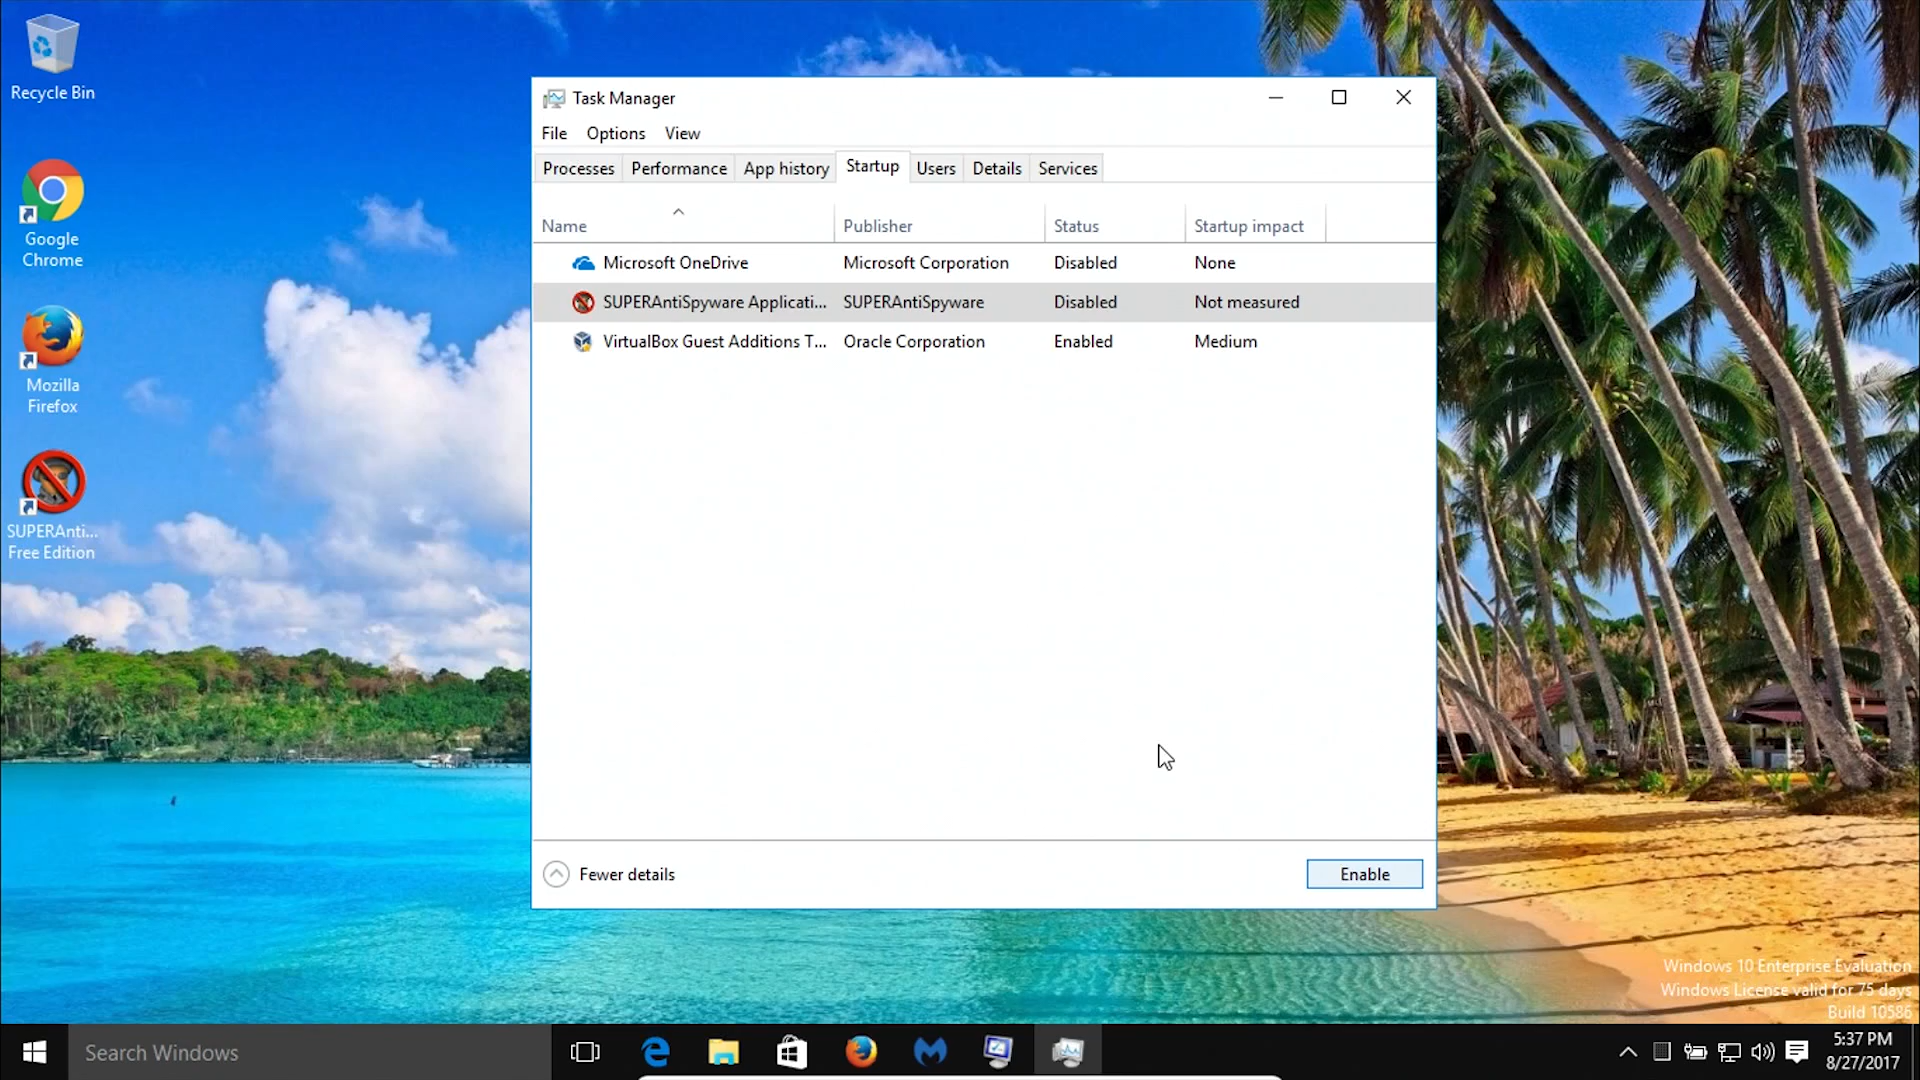 Recycle Bin
Google
Chrome
Mozilla
Firefox
SUPERAnti...
Free Edition
Task Manager
File Options View
Processes Performance App history Startup Users Details Services
Name Publisher Status Startup impact
Microsoft OneDrive Microsoft Corporation Disabled None
SUPERAntiSpyware Applicati... SUPERAntiSpyware Disabled Not measured
VirtualBox Guest Additions T... Oracle Corporation Enabled Medium
Fewer details Enable
Windows 10 Enterprise Evaluation
Windows License valid for 75 days
Build 10586
Search Windows
5:37 PM
8/27/2017